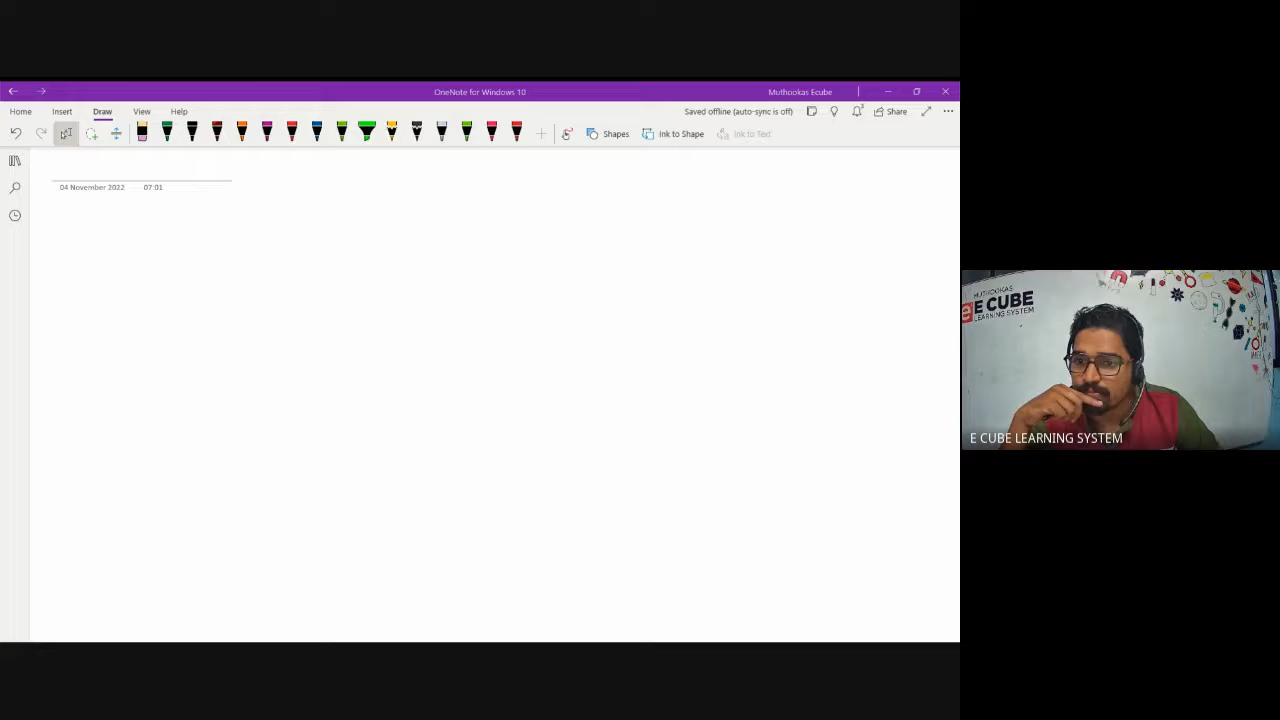 OneNote for Windows 10
Muthookas Ecube
Home Insert Draw View Help
Saved offline (auto-sync is off)
Share
Shapes
Ink to Shape
Ink to Text
04 November 2022 07:01
MUTHOOKAS
e E CUBE
LEARNING SYSTEM
E CUBE LEARNING SYSTEM